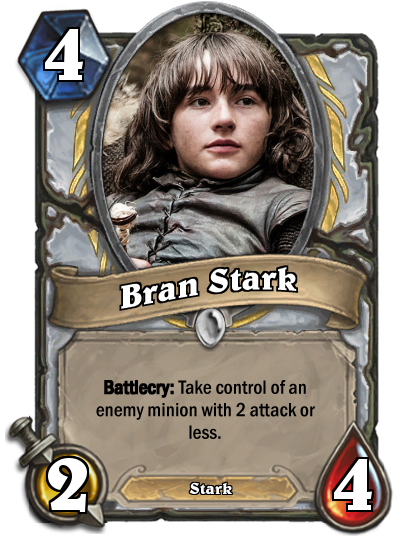 4
Bran Stark
Battlecry: Take control of an
enemy minion with 2 attack or
less.
2
Stark
4